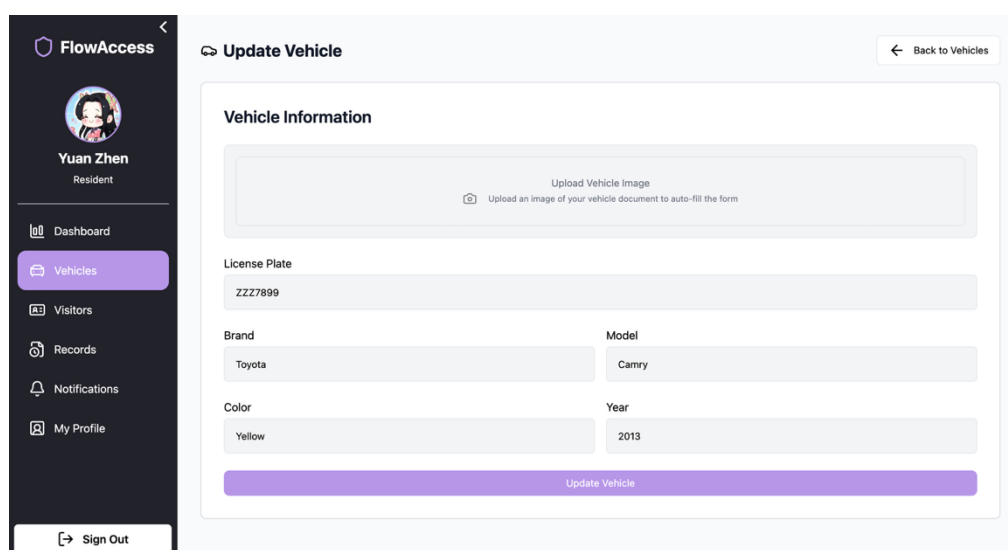 FlowAccess
Yuan Zhen
Resident
Dashboard
Vehicles
Visitors
Records
Notifications
My Profile
Sign Out
Update Vehicle
Back to Vehicles
Vehicle Information
Upload Vehicle Image
Upload an image of your vehicle document to auto-fill the form
License Plate
ZZZ7899
Brand
Model
Toyota
Camry
Color
Year
Yellow
2013
Update Vehicle